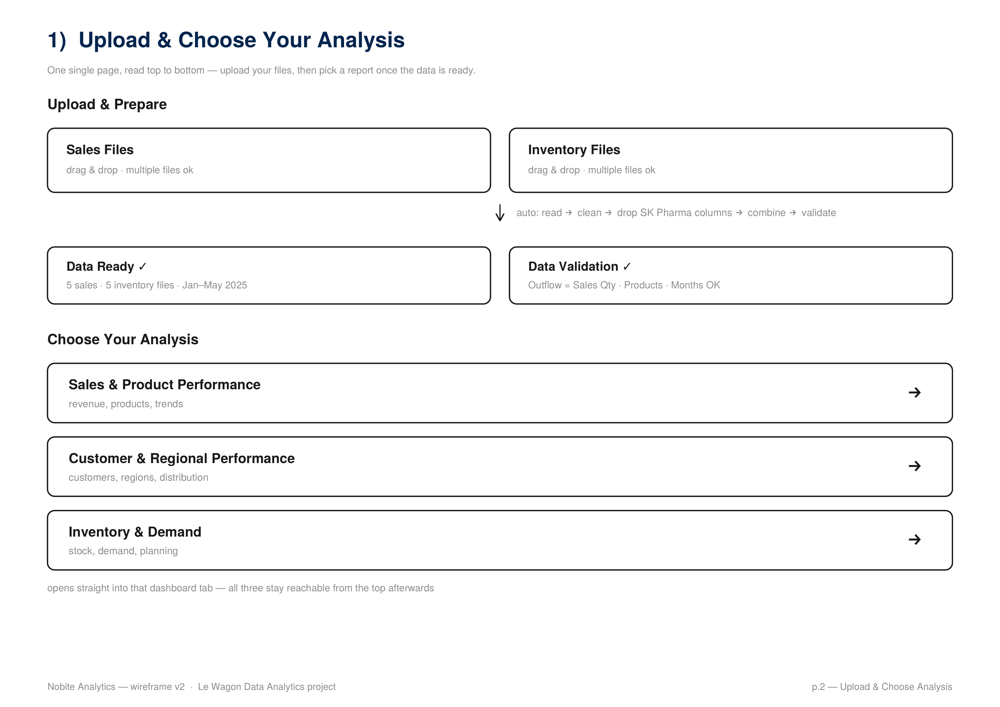 1) Upload & Choose Your Analysis
One single page, read top to bottom — upload your files, then pick a report once the data is ready.
Upload & Prepare
Sales Files
drag & drop · multiple files ok
Inventory Files
drag & drop · multiple files ok
↓ auto: read → clean → drop SK Pharma columns → combine → validate
Data Ready ✓
5 sales · 5 inventory files · Jan–May 2025
Data Validation ✓
Outflow = Sales Qty · Products · Months OK
Choose Your Analysis
Sales & Product Performance →
revenue, products, trends
Customer & Regional Performance →
customers, regions, distribution
Inventory & Demand →
stock, demand, planning
opens straight into that dashboard tab — all three stay reachable from the top afterwards
Nobite Analytics — wireframe v2 · Le Wagon Data Analytics project
p.2 — Upload & Choose Analysis